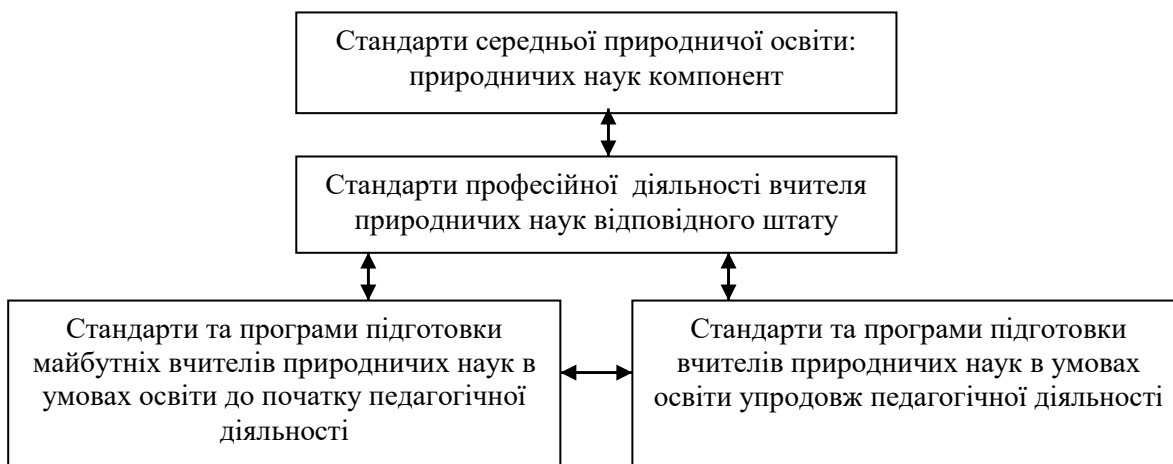 Стандарти середньої природничої освіти:
природничих наук компонент
Стандарти професійної діяльності вчителя
природничих наук відповідного штату
Стандарти та програми підготовки
майбутніх вчителів природничих наук в
умовах освіти до початку педагогічної
діяльності
Стандарти та програми підготовки
вчителів природничих наук в умовах
освіти упродовж педагогічної діяльності